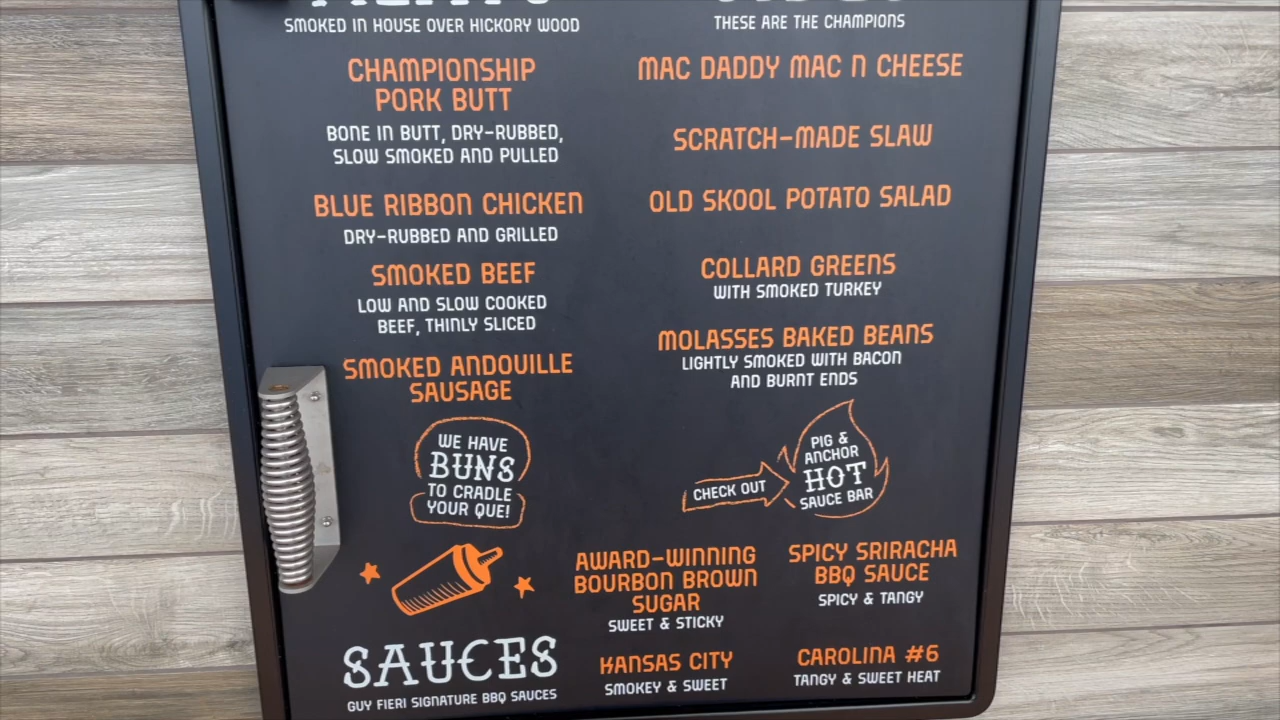 SMOKED IN HOUSE OVER HICKORY WOOD
CHAMPIONSHIP
PORK BUTT
BONE IN BUTT, DRY-RUBBED,
SLOW SMOKED AND PULLED
BLUE RIBBON CHICKEN
DRY-RUBBED AND GRILLED
SMOKED BEEF
LOW AND SLOW COOKED
BEEF, THINLY SLICED
SMOKED ANDOUILLE
SAUSAGE
WE HAVE
BUNS
TO CRADLE
YOUR QUE!
THESE ARE THE CHAMPIONS
MAC DADDY MAC N CHEESE
SCRATCH-MADE SLAW
OLD SKOOL POTATO SALAD
COLLARD GREENS
WITH SMOKED TURKEY
MOLASSES BAKED BEANS
LIGHTLY SMOKED WITH BACON
AND BURNT ENDS
CHECK OUT
PIG &
ANCHOR
HOT
SAUCE BAR
SAUCES
GUY FIERI SIGNATURE BBQ SAUCES
AWARD-WINNING
BOURBON BROWN
SUGAR
SWEET & STICKY
KANSAS CITY
SMOKEY & SWEET
SPICY SRIRACHA
BBQ SAUCE
SPICY & TANGY
CAROLINA #6
TANGY & SWEET HEAT